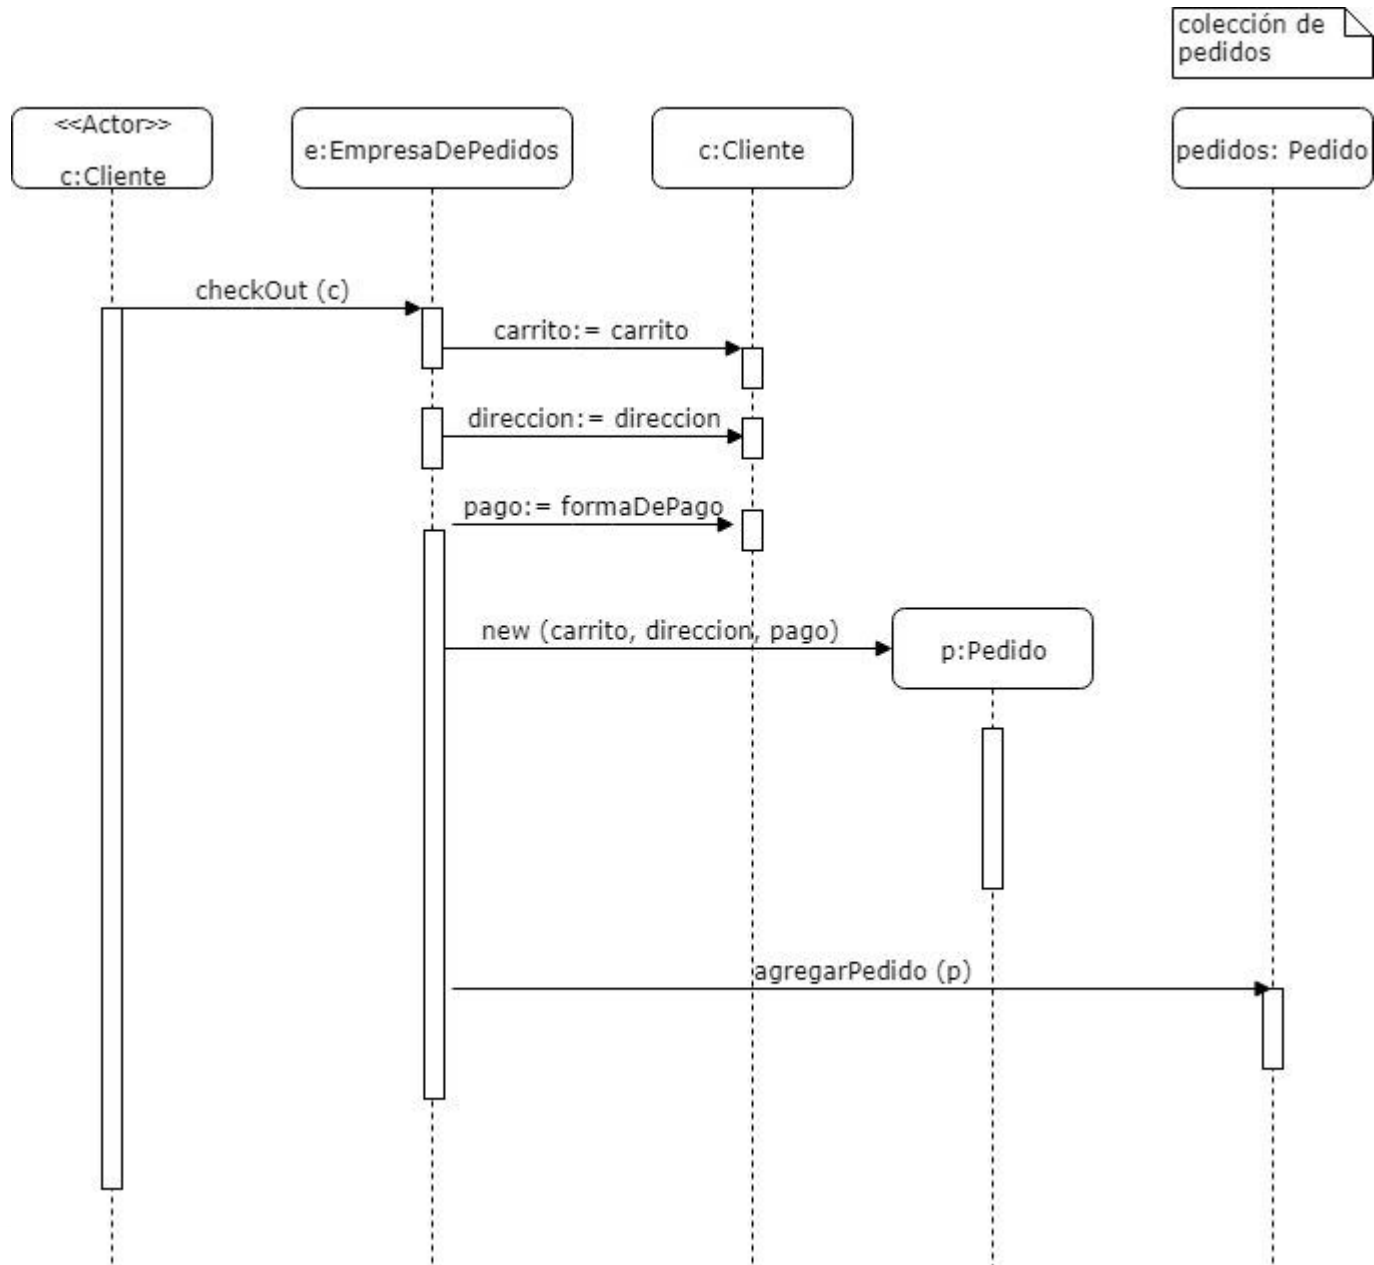 colección de
pedidos
<<Actor>>
c:Cliente
e:EmpresaDePedidos
c:Cliente
pedidos: Pedido
checkOut (c)
carrito:= carrito
direccion:= direccion
pago:= formaDePago
new (carrito, direccion, pago)
p:Pedido
agregarPedido (p)